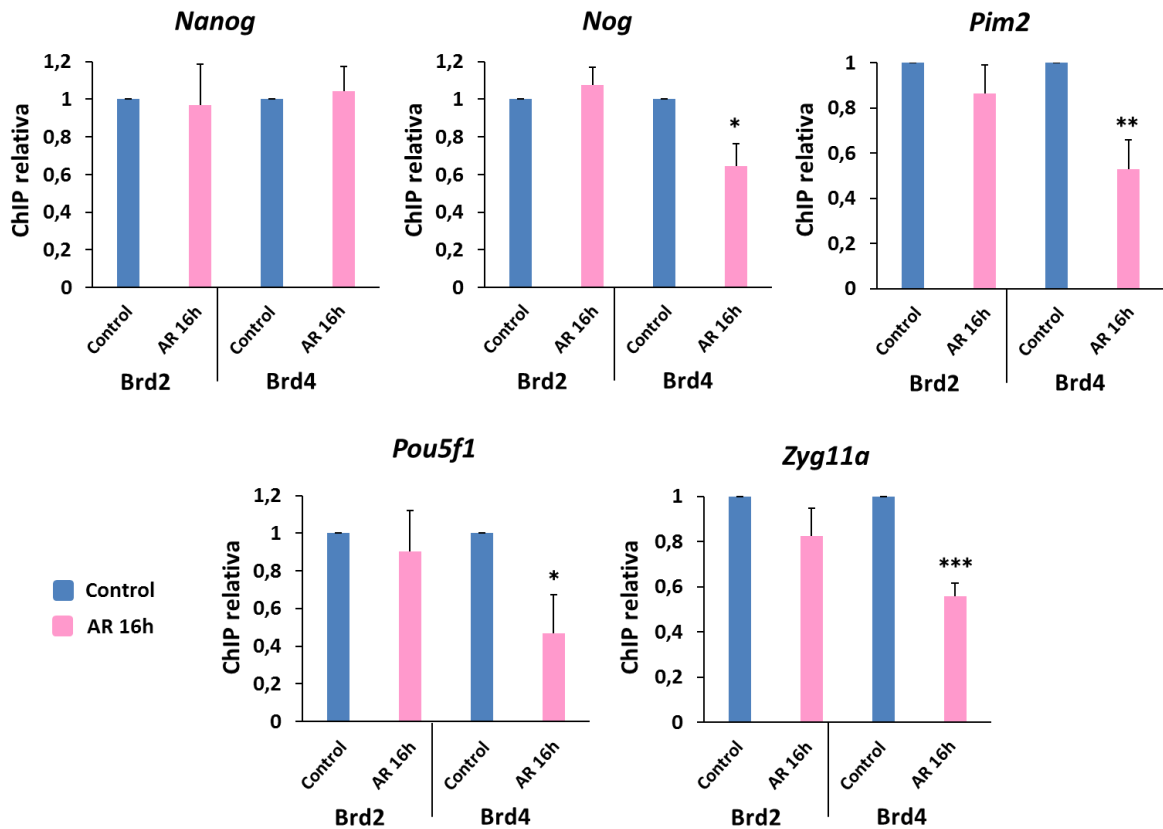 Nanog
ChIP relativa
1,2
1
0,8
0,6
0,4
0,2
0
Control
AR 16h
Control
AR 16h
Brd2
Brd4
Nog
ChIP relativa
1,2
1
0,8
0,6
0,4
0,2
0
*
Control
AR 16h
Control
AR 16h
Brd2
Brd4
Pim2
ChIP relativa
1
0,8
0,6
0,4
0,2
0
**
Control
AR 16h
Control
AR 16h
Brd2
Brd4
Control
AR 16h
Pou5f1
ChIP relativa
1,2
1
0,8
0,6
0,4
0,2
0
*
Control
AR 16h
Control
AR 16h
Brd2
Brd4
Zyg11a
ChIP relativa
1
0,8
0,6
0,4
0,2
0
***
Control
AR 16h
Control
AR 16h
Brd2
Brd4